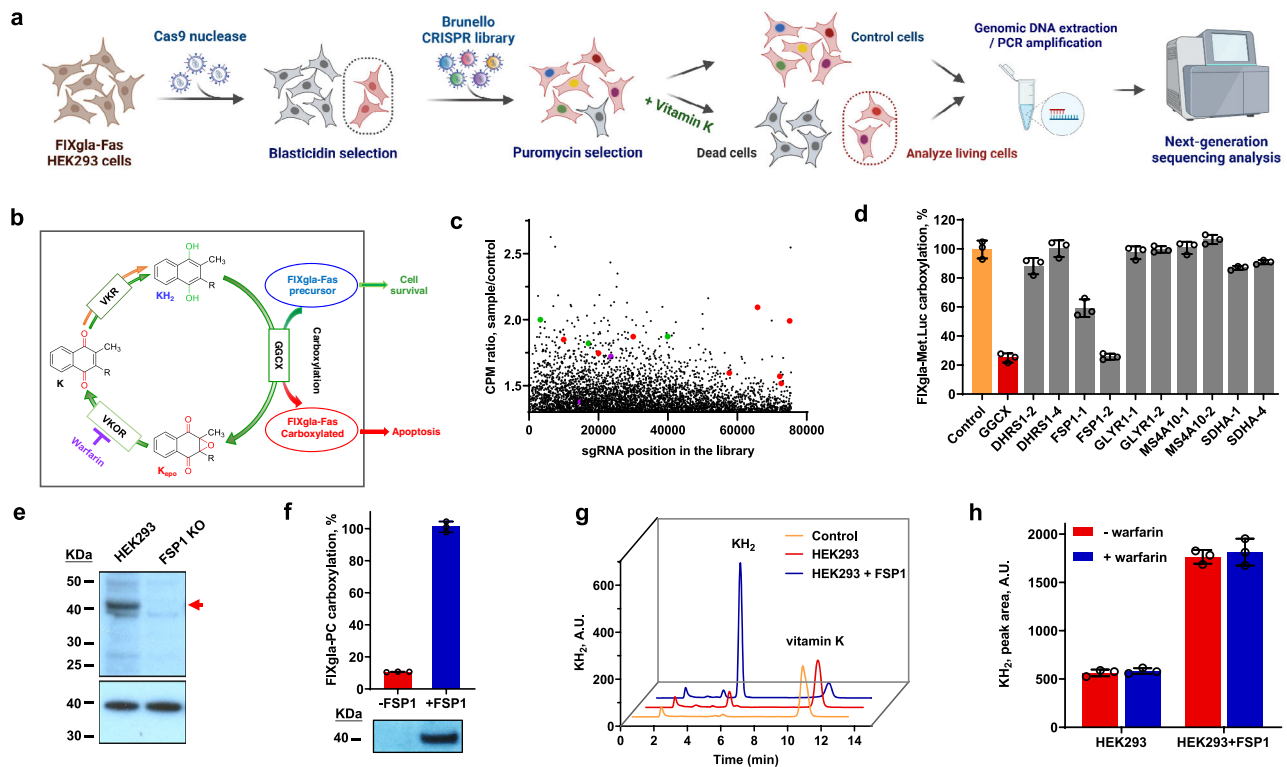 a
Cas9 nuclease
Brunello
CRISPR library
Control cells
Genomic DNA extraction
/ PCR amplification
+ Vitamin K
FIXgla-Fas
HEK293 cells
Blasticidin selection
Puromycin selection
Dead cells
Analyze living cells
Next-generation
sequencing analysis
b
OH
CH3
R
OH
KH2
VKR
O
CH3
R
O
K
VKOR
Warfarin
O
CH3
O
R
O
Kepo
GGCX
Carboxylation
FIXgla-Fas
precursor
Cell
survival
FIXgla-Fas
Carboxylated
Apoptosis
c
CPM ratio, sample/control
2.5
2.0
1.5
0
20000
40000
60000
80000
sgRNA position in the library
d
FIXgla-Met.Luc carboxylation, %
120
100
80
60
40
20
0
Control
GGCX
DHRS1-2
DHRS1-4
FSP1-1
FSP1-2
GLYR1-1
GLYR1-2
MS4A10-1
MS4A10-2
SDHA-1
SDHA-4
e
KDa
HEK293
FSP1 KO
50
40
30
25
40
30
f
FIXgla-PC carboxylation, %
100
80
60
40
20
0
-FSP1
+FSP1
KDa
40
g
KH2, A.U.
600
400
200
0
KH2
vitamin K
Control
HEK293
HEK293 + FSP1
0
2
4
6
8
10
12
14
Time (min)
h
KH2, peak area, A.U.
2000
1500
1000
500
0
- warfarin
+ warfarin
HEK293
HEK293+FSP1